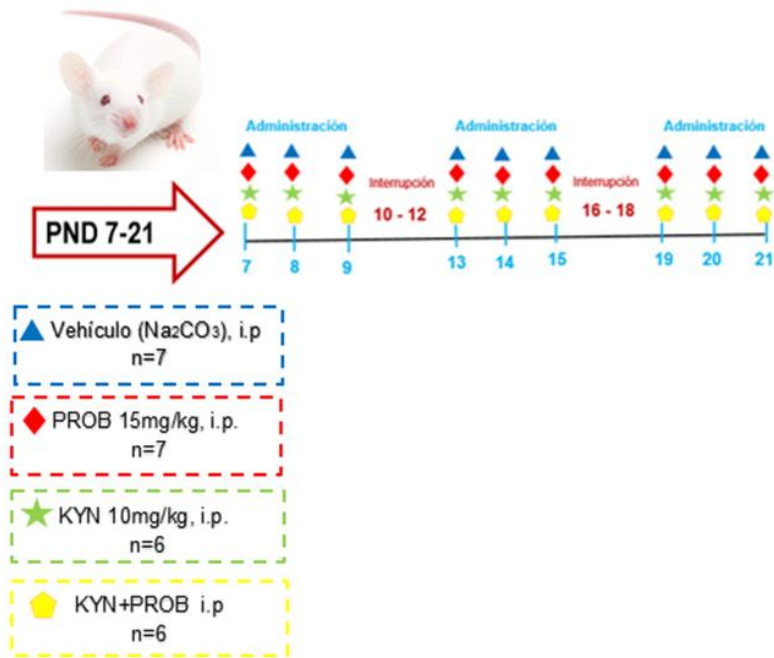 Administración Administración Administración
Interrupción Interrupción
10 - 12 16 - 18
PND 7-21
7 8 9 13 14 15 19 20 21
Vehículo (Na₂CO₃), i.p
n=7
PROB 15mg/kg, i.p.
n=7
KYN 10mg/kg, i.p.
n=6
KYN+PROB i.p
n=6